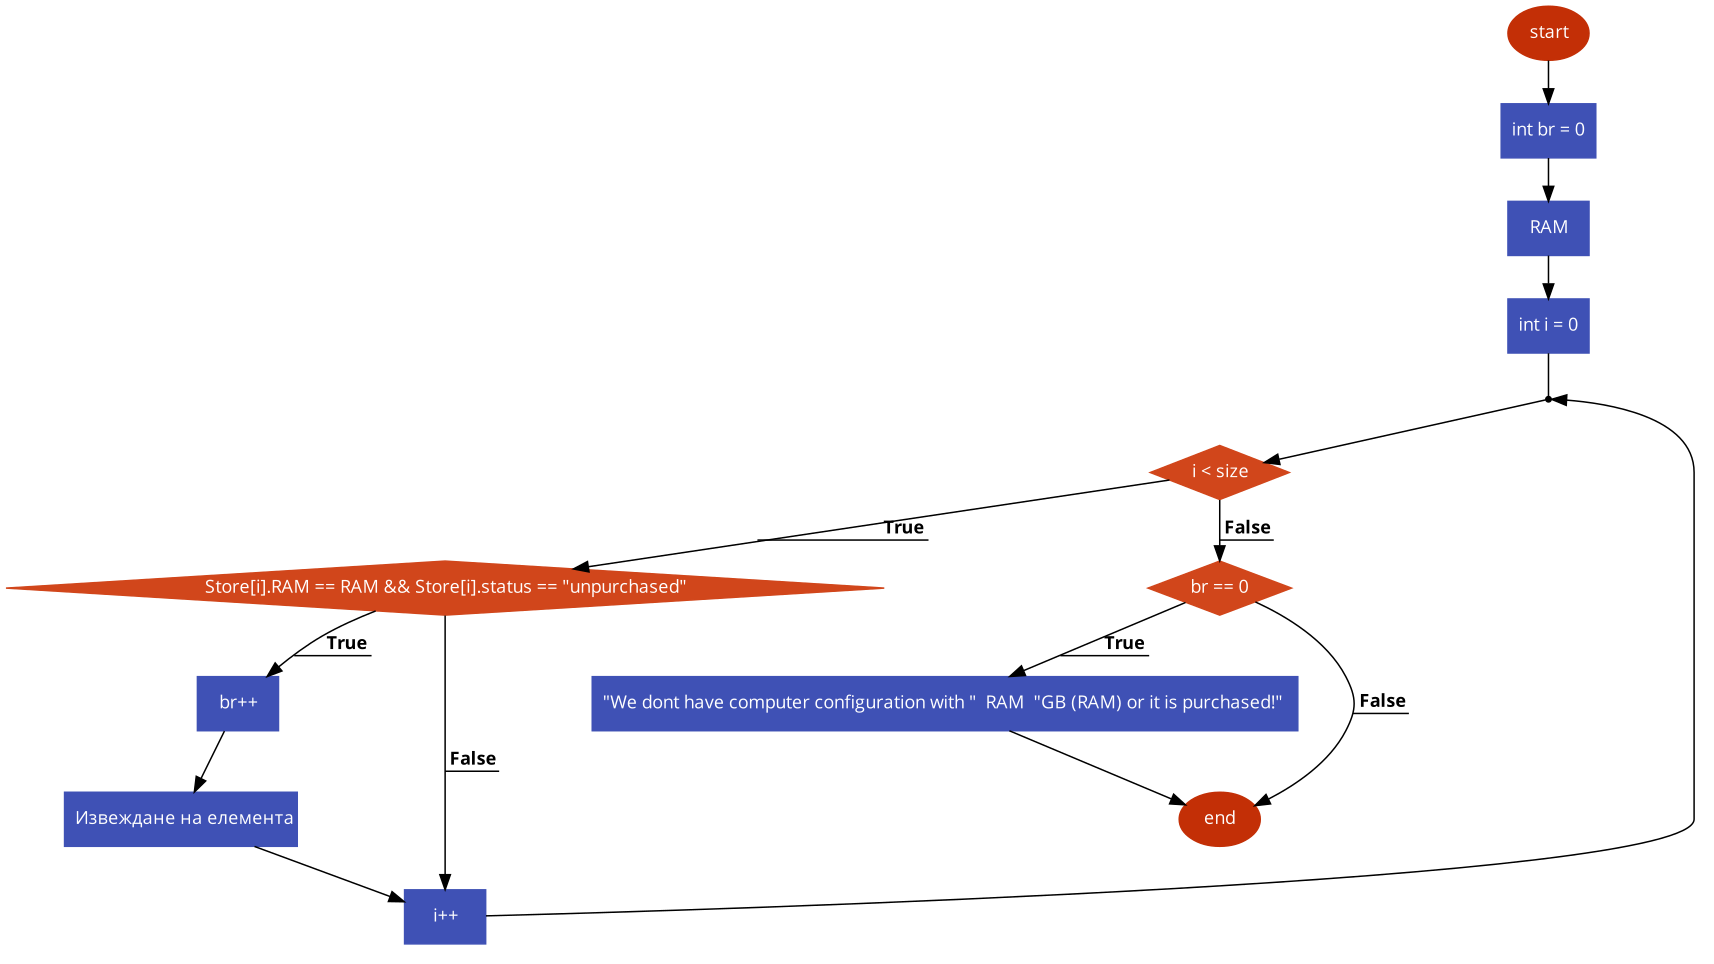 start
int br = 0
RAM
int i = 0
i < size
True
False
Store[i].RAM == RAM && Store[i].status == "unpurchased"
br == 0
True
True
"We dont have computer configuration with "  RAM  "GB (RAM) or it is purchased!"
br++
False
False
Извеждане на елемента
end
i++